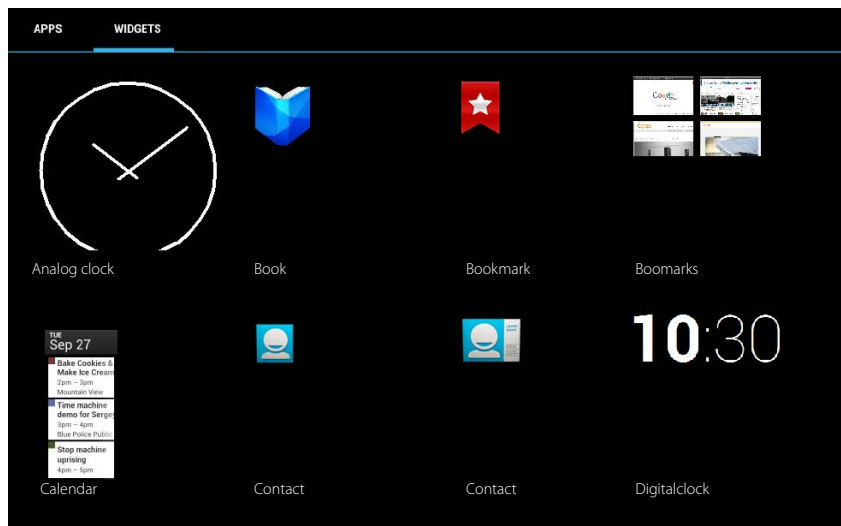 APPS WIDGETS
Analog clock Book Bookmark Boomarks
TUE
Sep 27
10:30
Bake Cookies &
Make Ice Cream
2pm – 3pm
Mountain View
Time machine
demo for Sergey
3pm – 4pm
Blue Police Public
Stop machine
uprising
4pm – 5pm
Calendar Contact Contact Digitalclock